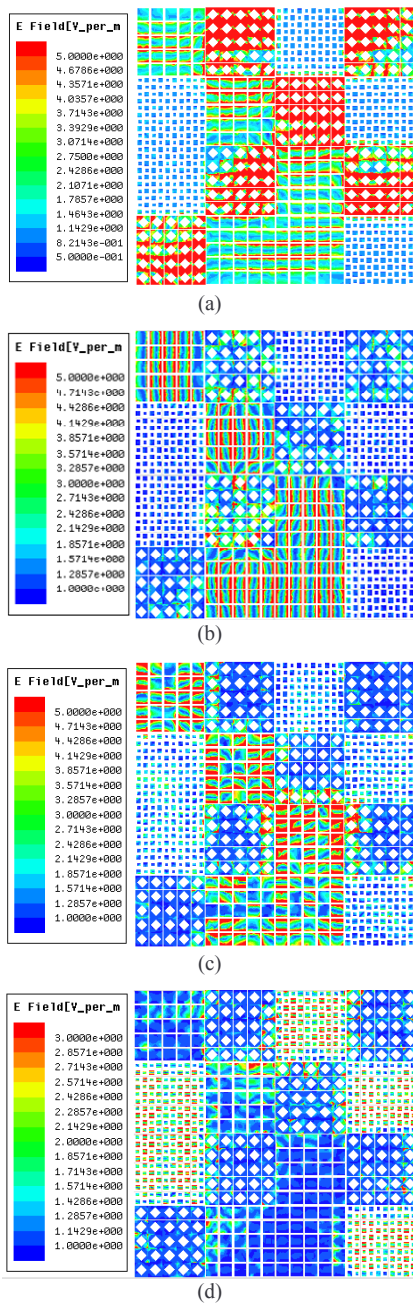 E Field[V_per_m
5.0000e+000
4.6786e+000
4.3571e+000
4.0357e+000
3.7143e+000
3.3929e+000
3.0714e+000
2.7500e+000
2.4286e+000
2.1071e+000
1.7857e+000
1.4643e+000
1.1429e+000
8.2143e-001
5.0000e-001
(a)
E Field[V_per_m
5.0000e+000
4.7143e+000
4.4286e+000
4.1429e+000
3.8571e+000
3.5714e+000
3.2857e+000
3.0000e+000
2.7143e+000
2.4286e+000
2.1429e+000
1.8571e+000
1.5714e+000
1.2857e+000
1.0000e+000
(b)
E Field[V_per_m
5.0000e+000
4.7143e+000
4.4286e+000
4.1429e+000
3.8571e+000
3.5714e+000
3.2857e+000
3.0000e+000
2.7143e+000
2.4286e+000
2.1429e+000
1.8571e+000
1.5714e+000
1.2857e+000
1.0000e+000
(c)
E Field[V_per_m
3.0000e+000
2.8571e+000
2.7143e+000
2.5714e+000
2.4286e+000
2.2857e+000
2.1429e+000
2.0000e+000
1.8571e+000
1.7143e+000
1.5714e+000
1.4286e+000
1.2857e+000
1.1429e+000
1.0000e+000
(d)